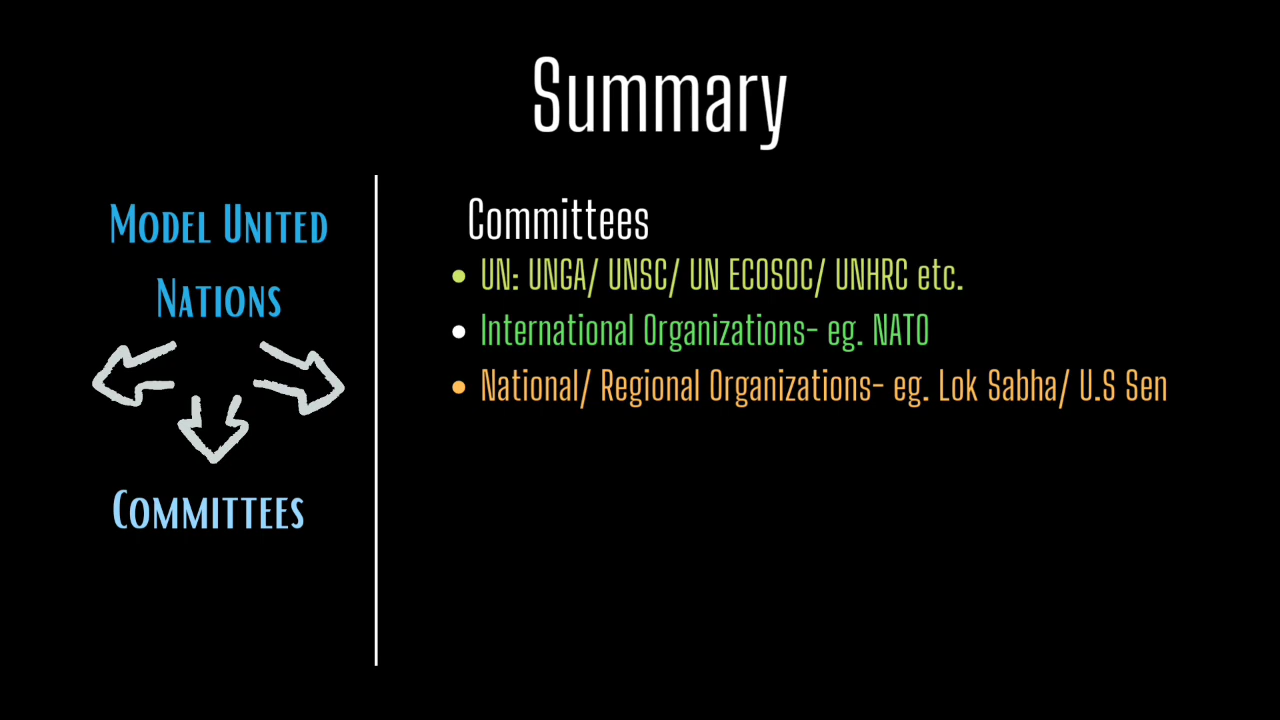 Summary
Model United
Nations
Committees
Committees
UN: UNGA/ UNSC/ UN ECOSOC/ UNHRC etc.
International Organizations- eg. NATO
National/ Regional Organizations- eg. Lok Sabha/ U.S Sen